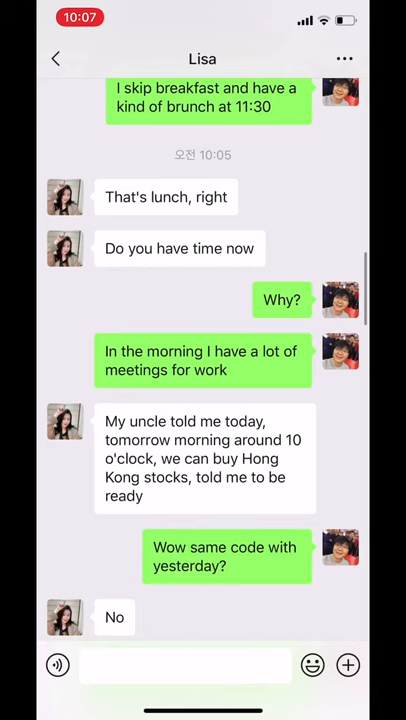 10:07
Lisa
I skip breakfast and have a
kind of brunch at 11:30
오전 10:05
That's lunch, right
Do you have time now
Why?
In the morning I have a lot of
meetings for work
My uncle told me today,
tomorrow morning around 10
o'clock, we can buy Hong
Kong stocks, told me to be
ready
Wow same code with
yesterday?
No